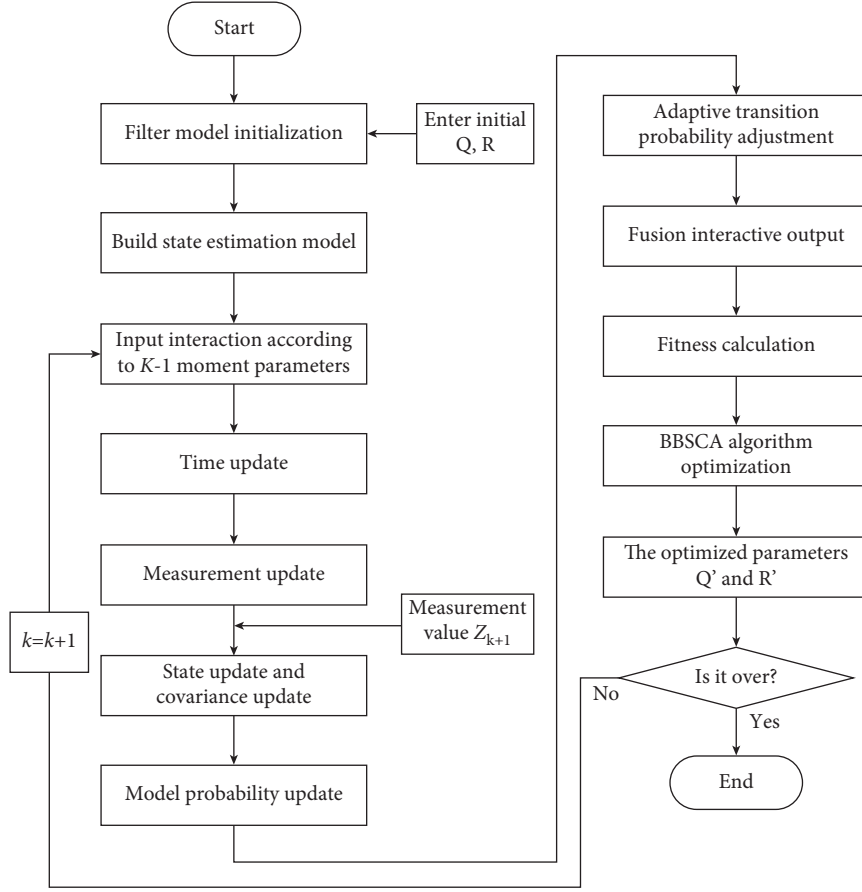 Start
Filter model initialization
Enter initial
Q, R
Build state estimation model
Input interaction according
to K-1 moment parameters
Time update
Measurement update
Measurement
value Zk+1
k=k+1
State update and
covariance update
Model probability update
Adaptive transition
probability adjustment
Fusion interactive output
Fitness calculation
BBSCA algorithm
optimization
The optimized parameters
Q’ and R’
Is it over?
No
Yes
End